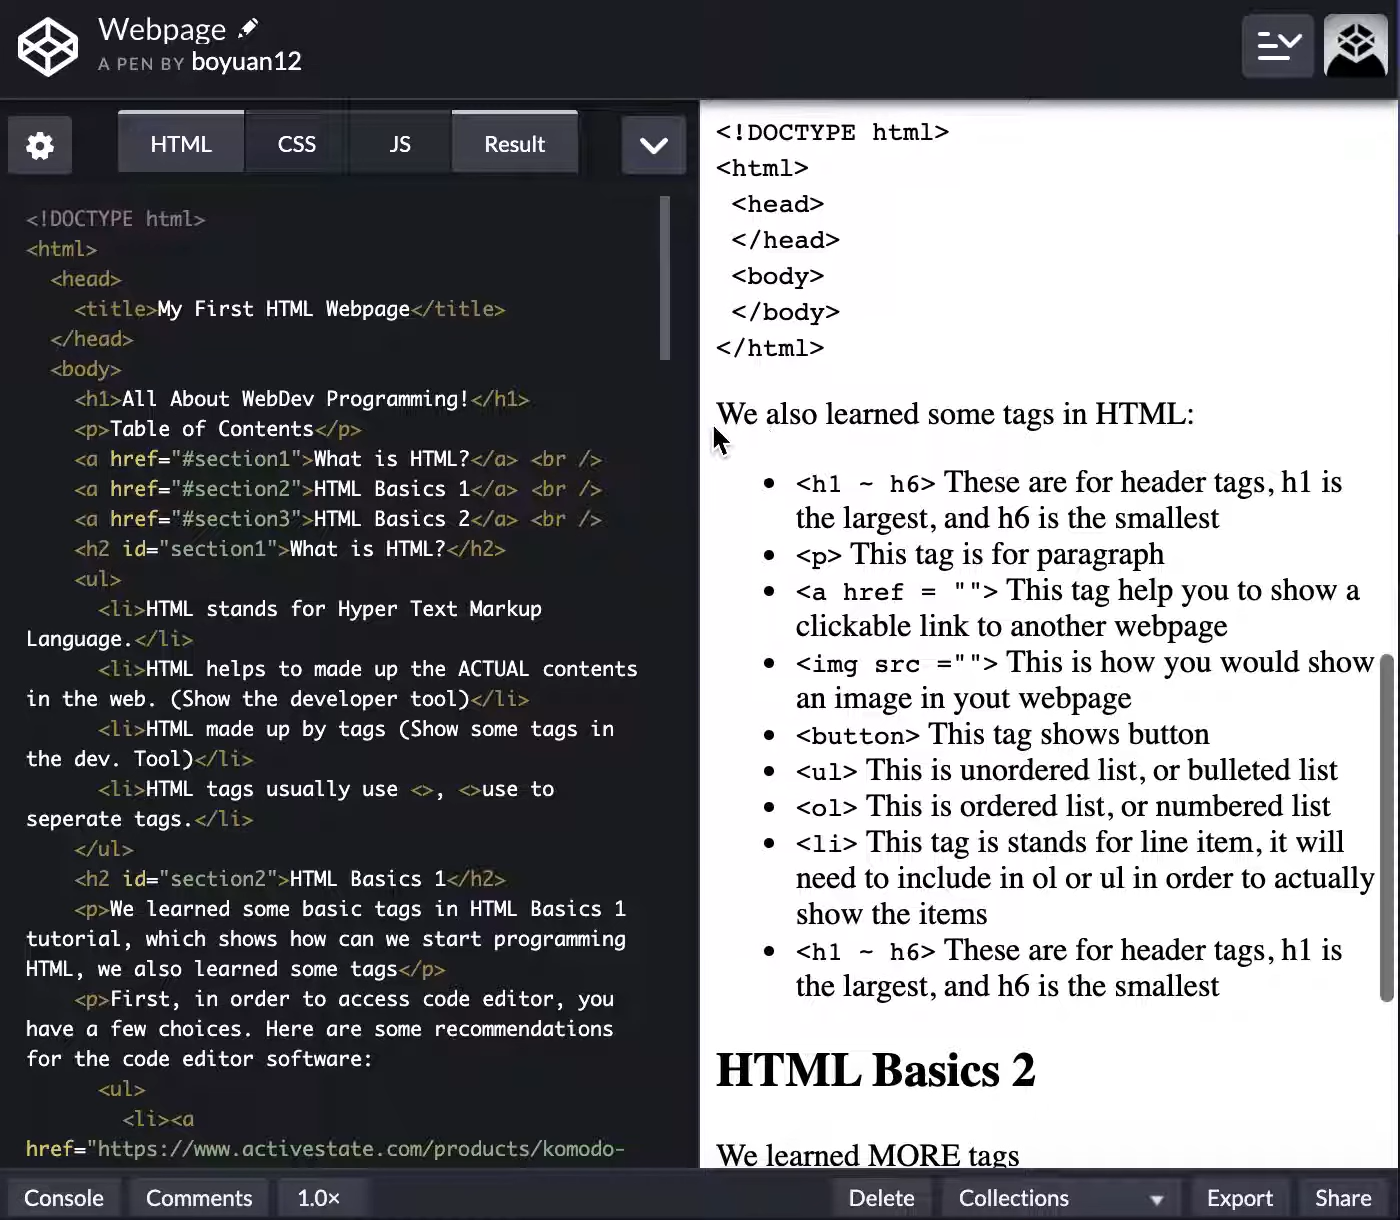 Webpage
A PEN BY boyuan12
HTML CSS JS Result
<!DOCTYPE html>
<html>
<head>
<title>My First HTML Webpage</title>
</head>
<body>
<h1>All About WebDev Programming!</h1>
<p>Table of Contents</p>
<a href="#section1">What is HTML?</a> <br />
<a href="#section2">HTML Basics 1</a> <br />
<a href="#section3">HTML Basics 2</a> <br />
<h2 id="section1">What is HTML?</h2>
<ul>
<li>HTML stands for Hyper Text Markup
Language.</li>
<li>HTML helps to made up the ACTUAL contents
in the web. (Show the developer tool)</li>
<li>HTML made up by tags (Show some tags in
the dev. Tool)</li>
<li>HTML tags usually use <>, <>use to
seperate tags.</li>
</ul>
<h2 id="section2">HTML Basics 1</h2>
<p>We learned some basic tags in HTML Basics 1
tutorial, which shows how can we start programming
HTML, we also learned some tags</p>
<p>First, in order to access code editor, you
have a few choices. Here are some recommendations
for the code editor software:
<ul>
<li><a
href="https://www.activestate.com/products/komodo-
<!DOCTYPE html>
<html>
<head>
</head>
<body>
</body>
</html>
We also learned some tags in HTML:
• <h1 ~ h6> These are for header tags, h1 is
the largest, and h6 is the smallest
• <p> This tag is for paragraph
• <a href = ""> This tag help you to show a
clickable link to another webpage
• <img src =""> This is how you would show
an image in yout webpage
• <button> This tag shows button
• <ul> This is unordered list, or bulleted list
• <ol> This is ordered list, or numbered list
• <li> This tag is stands for line item, it will
need to include in ol or ul in order to actually
show the items
• <h1 ~ h6> These are for header tags, h1 is
the largest, and h6 is the smallest
HTML Basics 2
We learned MORE tags
Console Comments 1.0× Delete Collections Export Share